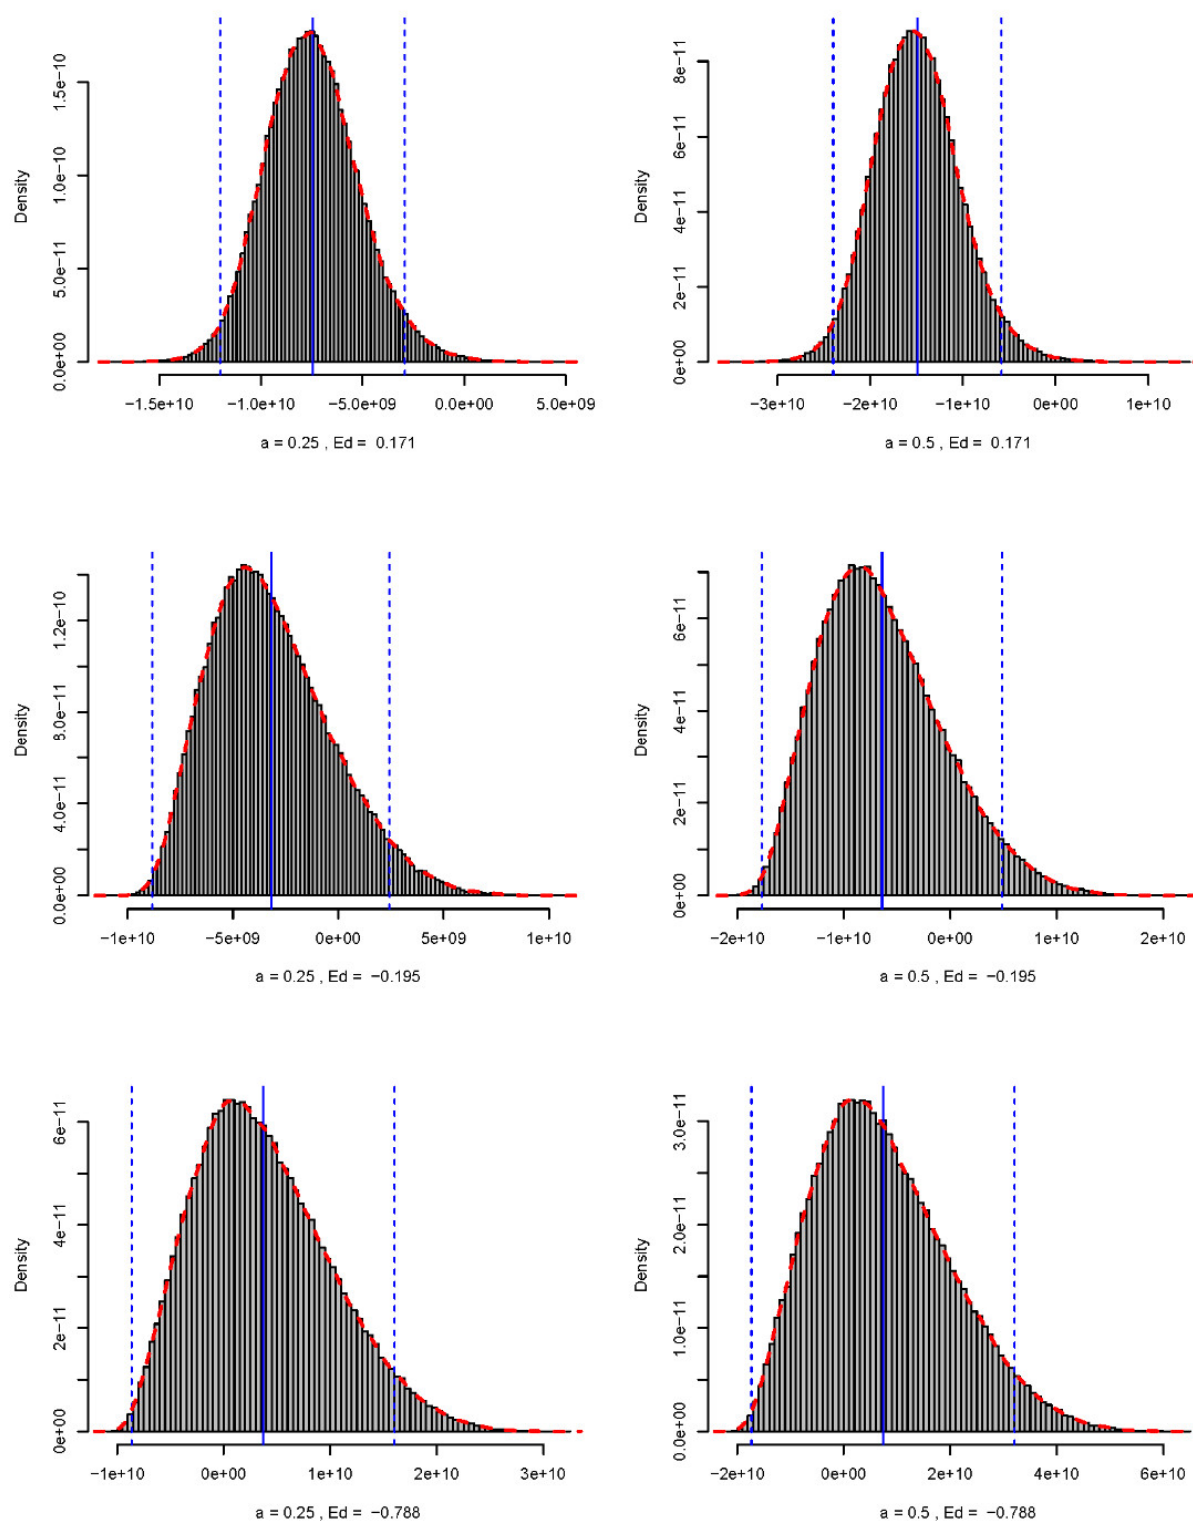 Density
0.0e+00 5.0e−11 1.0e−10 1.5e−10
−1.5e+10 −1.0e+10 −5.0e+09 0.0e+00 5.0e+09
a = 0.25 , Ed = 0.171
Density
0e+00 2e−11 4e−11 6e−11 8e−11
−3e+10 −2e+10 −1e+10 0e+00 1e+10
a = 0.5 , Ed = 0.171
Density
0.0e+00 4.0e−11 8.0e−11 1.2e−10
−1e+10 −5e+09 0e+00 5e+09 1e+10
a = 0.25 , Ed = −0.195
Density
0e+00 2e−11 4e−11 6e−11
−2e+10 −1e+10 0e+00 1e+10 2e+10
a = 0.5 , Ed = −0.195
Density
0e+00 2e−11 4e−11 6e−11
−1e+10 0e+00 1e+10 2e+10 3e+10
a = 0.25 , Ed = −0.788
Density
0.0e+00 1.0e−11 2.0e−11 3.0e−11
−2e+10 0e+00 2e+10 4e+10 6e+10
a = 0.5 , Ed = −0.788